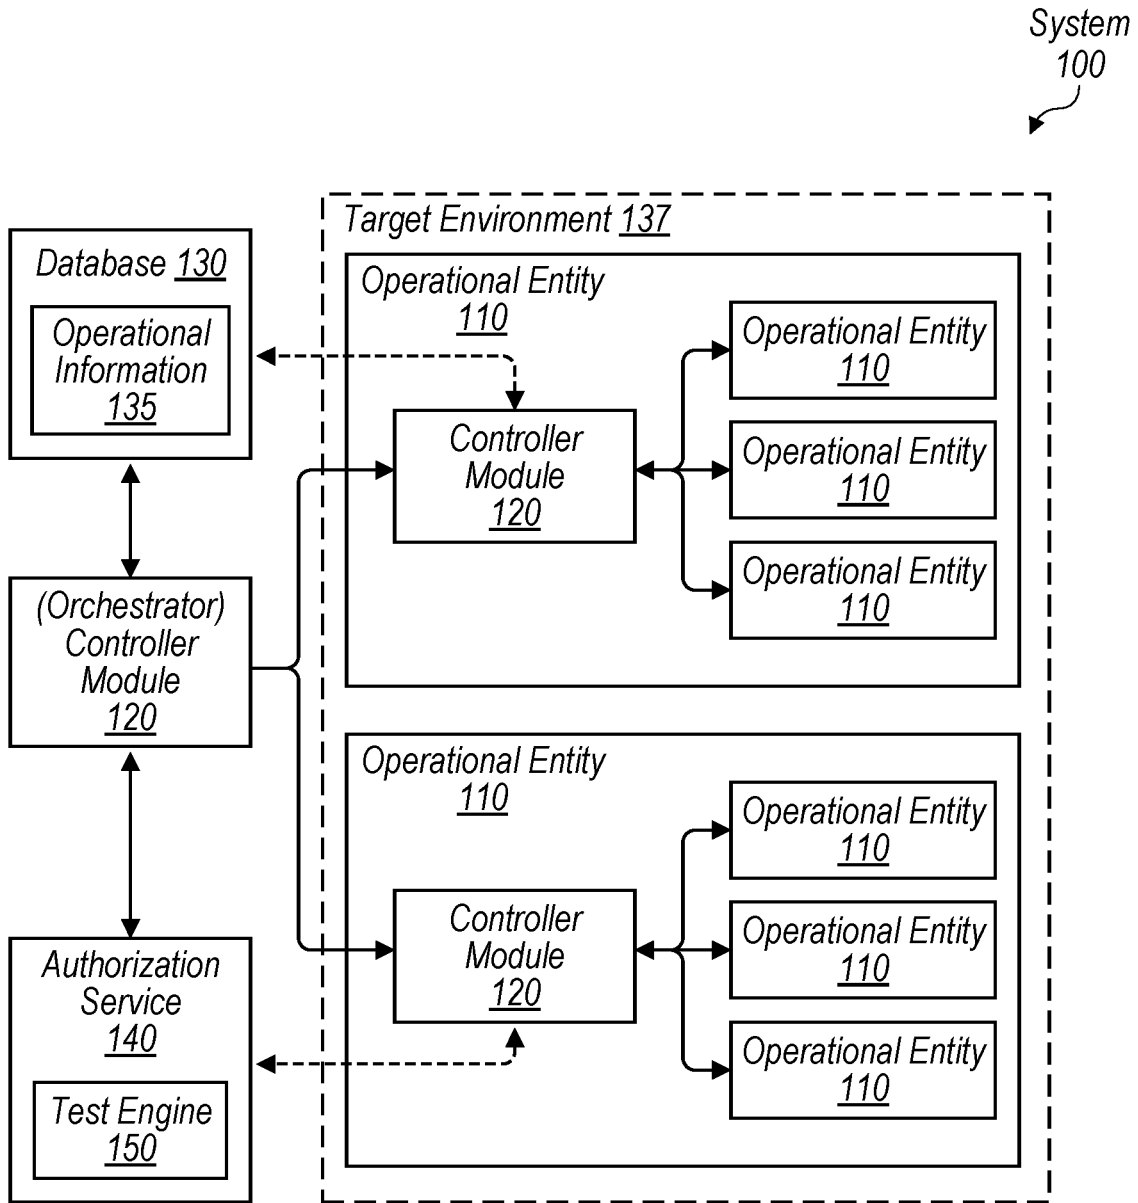 System
100
Target Environment 137
Database 130
Operational
Information
135
(Orchestrator)
Controller
Module
120
Authorization
Service
140
Test Engine
150
Operational Entity
110
Controller
Module
120
Operational Entity
110
Operational Entity
110
Operational Entity
110
Operational Entity
110
Controller
Module
120
Operational Entity
110
Operational Entity
110
Operational Entity
110